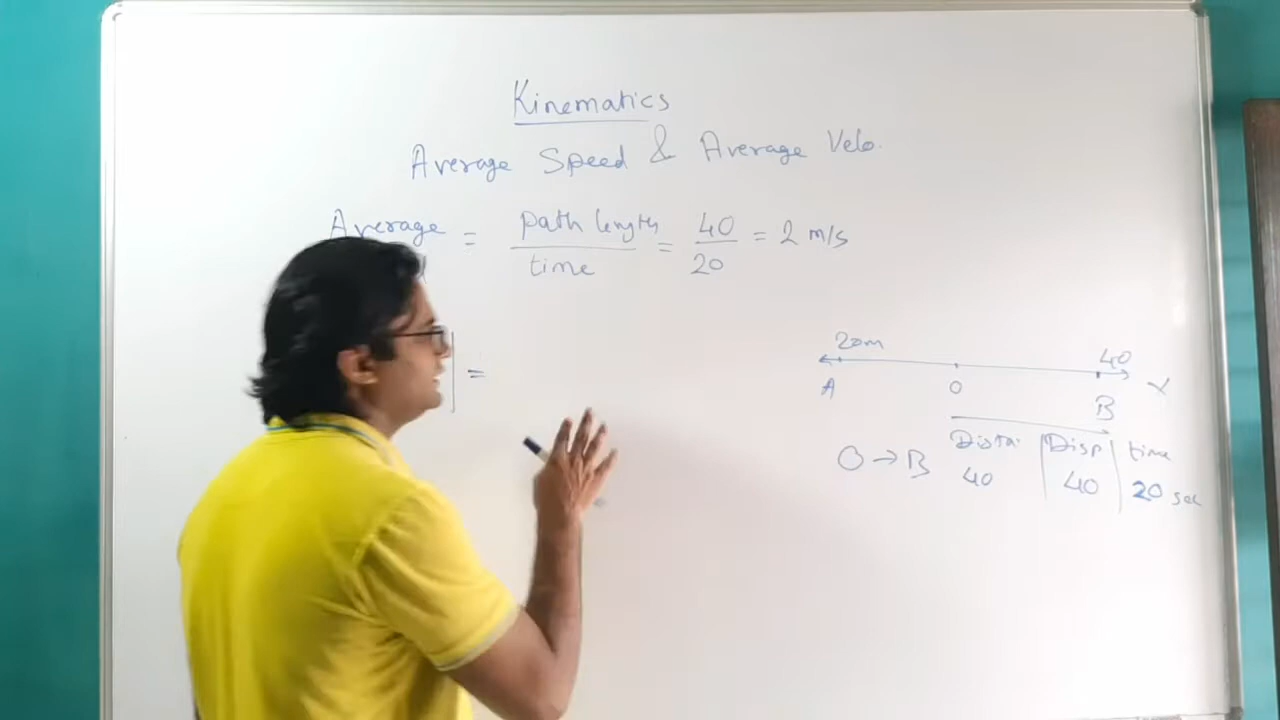 Kinematics
Average Speed & Average Velo.
Average = path length / time = 40 / 20 = 2 m/s
| =
20m 40
A O B X
Dista. | Disp | time
O → B 40 | 40 | 20 sec